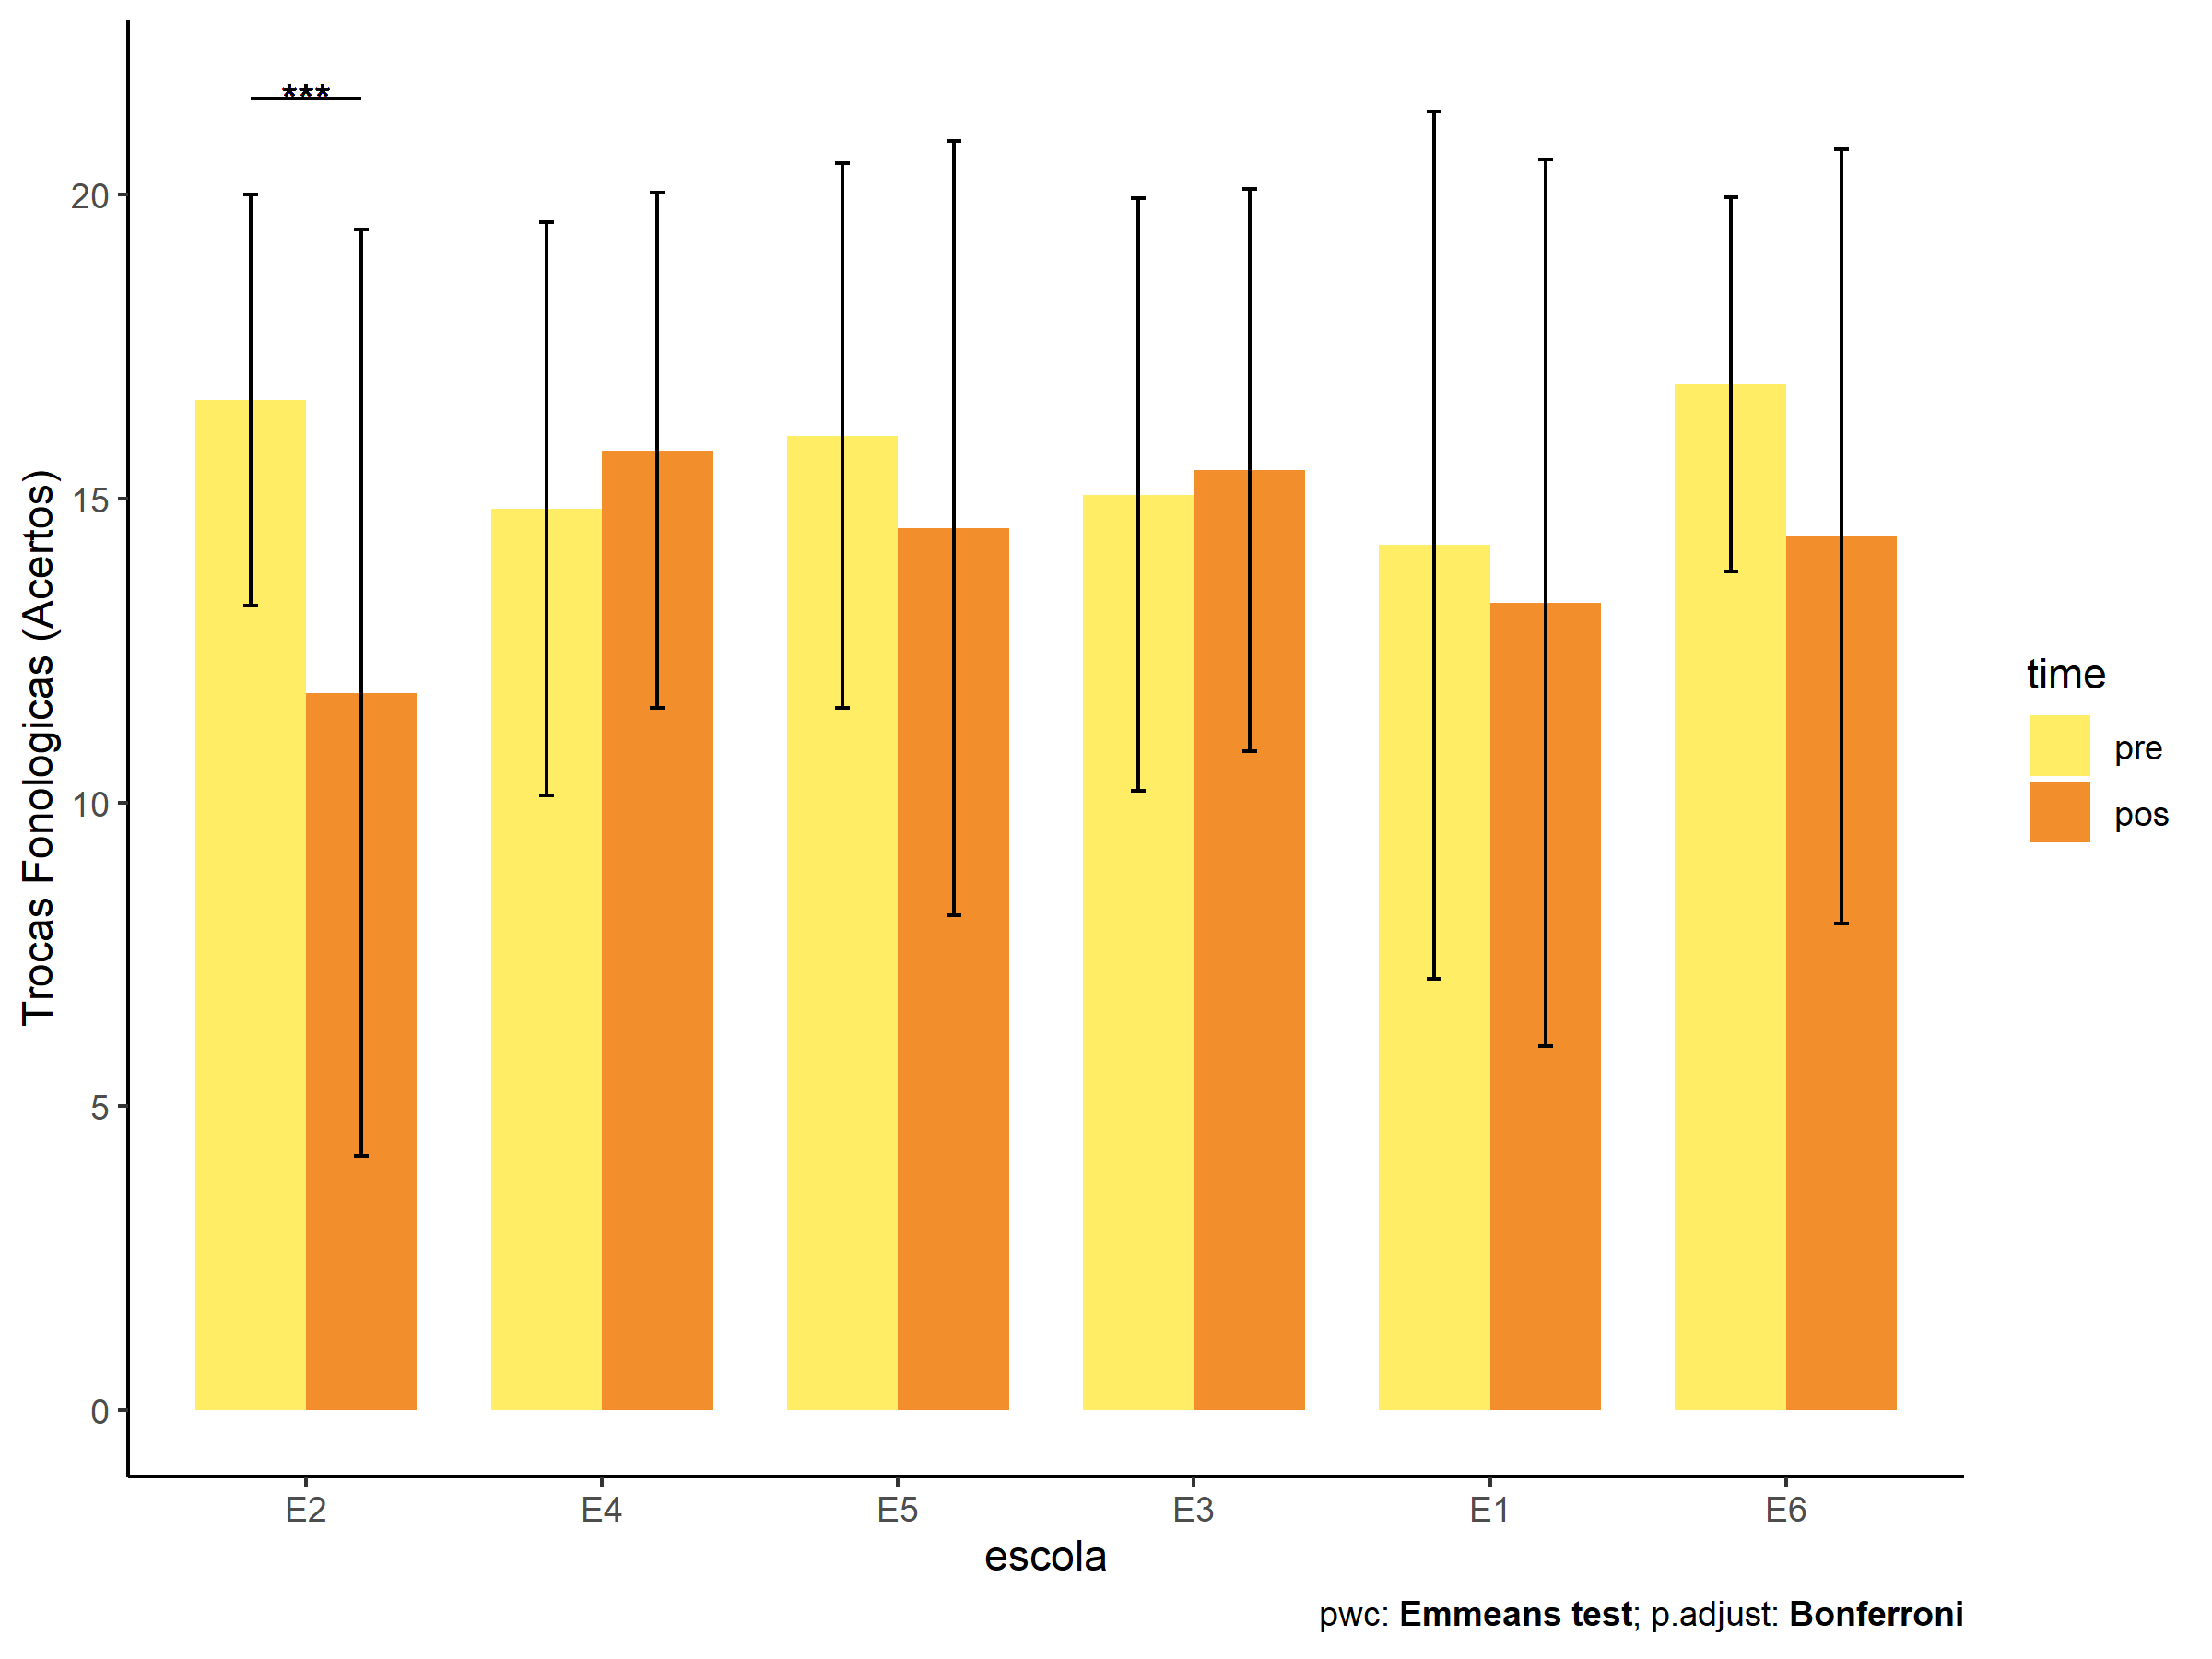 ***
Trocas Fonologicas (Acertos)
20
15
10
5
0
E2 E4 E5 E3 E1 E6
escola
time
pre
pos
pwc: Emmeans test; p.adjust: Bonferroni